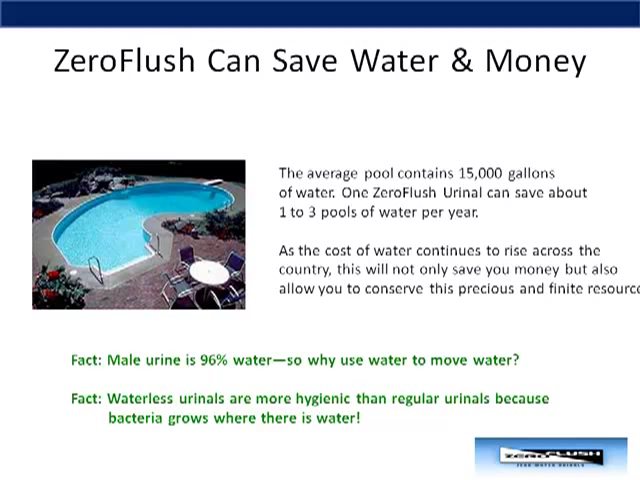 ZeroFlush Can Save Water & Money
The average pool contains 15,000 gallons
of water. One ZeroFlush Urinal can save about
1 to 3 pools of water per year.
As the cost of water continues to rise across the
country, this will not only save you money but also
allow you to conserve this precious and finite resourc
Fact: Male urine is 96% water—so why use water to move water?
Fact: Waterless urinals are more hygienic than regular urinals because
bacteria grows where there is water!
ZEROFLUSH
ZERO WATER URINALS